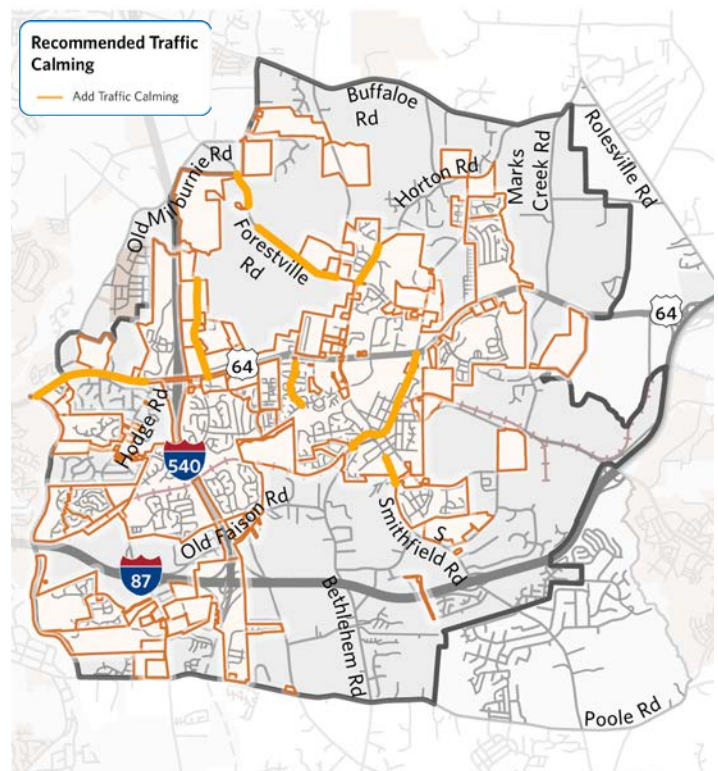 Recommended Traffic
Calming
Add Traffic Calming
Buffaloe
Rd
Rolesville Rd
Marks
Creek Rd
Horton Rd
Old Milburnie Rd
Forestville
Rd
64
64
Hodge Rd
540
Old Faison Rd
S
Smithfield Rd
87
Bethlehem Rd
Poole Rd